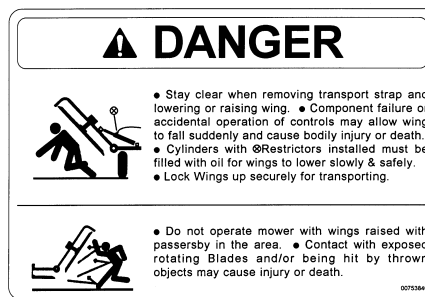 DANGER
● Stay clear when removing transport strap and
lowering or raising wing. ● Component failure or
accidental operation of controls may allow wing
to fall suddenly and cause bodily injury or death.
● Cylinders with ⊗Restrictors installed must be
filled with oil for wings to lower slowly & safely.
● Lock Wings up securely for transporting.
● Do not operate mower with wings raised with
passersby in the area. ● Contact with exposed
rotating Blades and/or being hit by thrown
objects may cause injury or death.